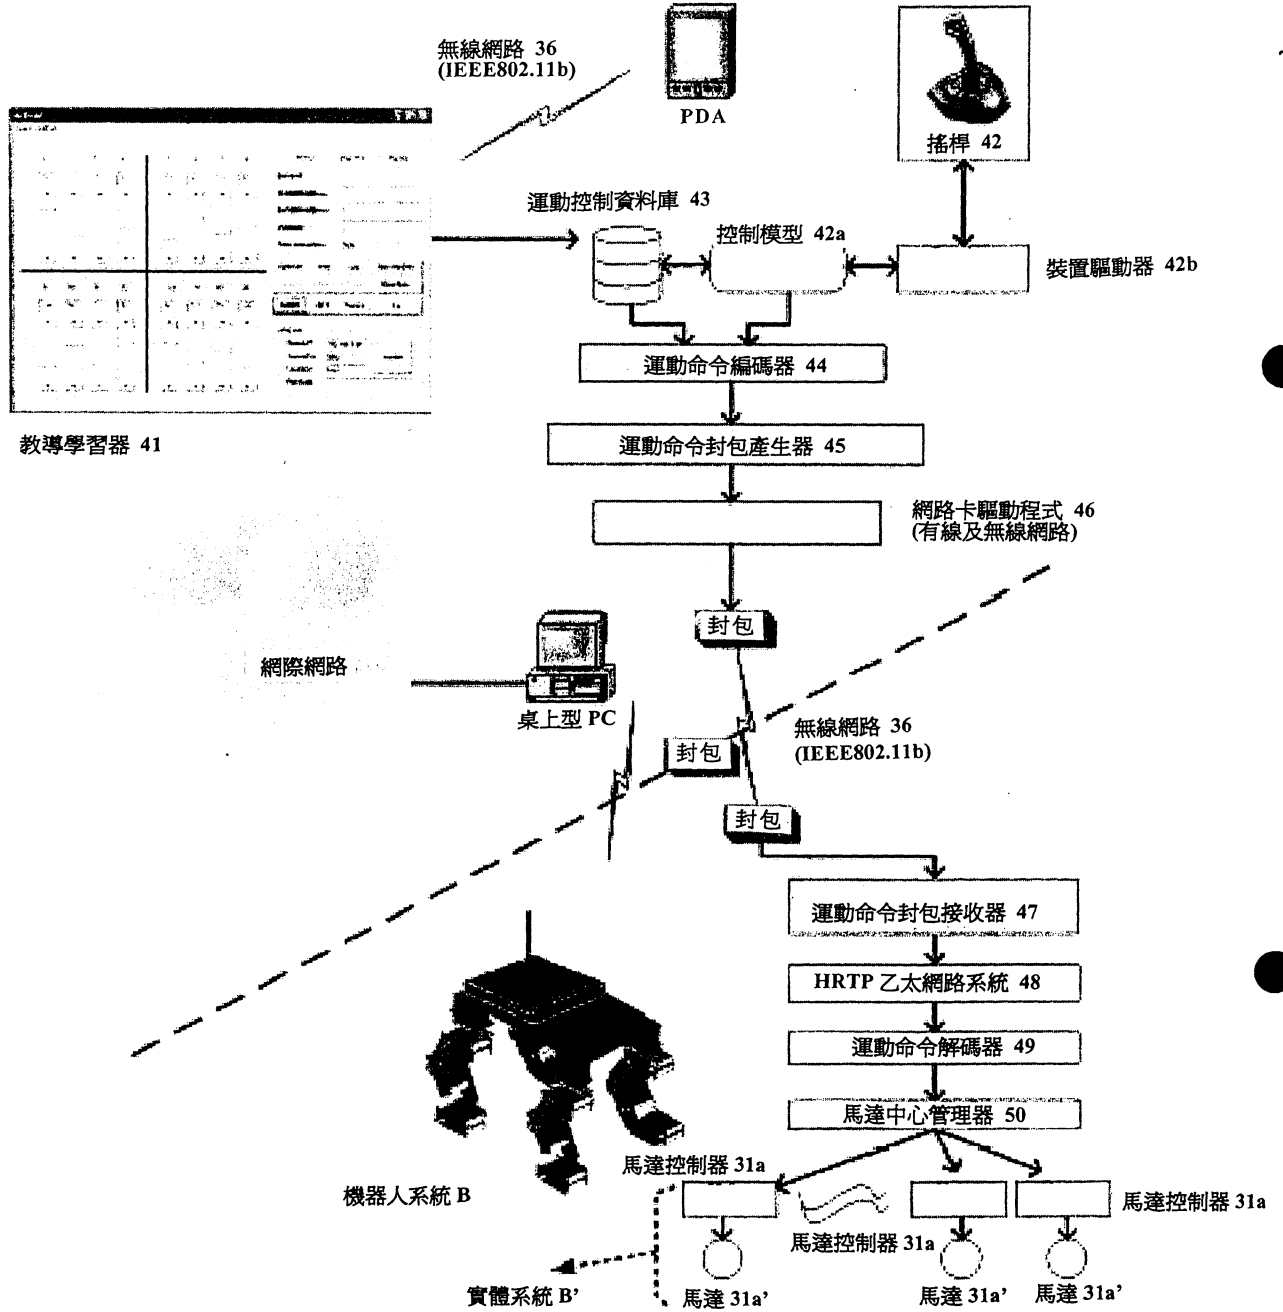 無線網路 36
(IEEE802.11b)
PDA
搖桿 42
運動控制資料庫 43
控制模型 42a
裝置驅動器 42b
運動命令編碼器 44
教導學習器 41
運動命令封包產生器 45
網路卡驅動程式 46
(有線及無線網路)
封包
網際網路
桌上型 PC
無線網路 36
(IEEE802.11b)
封包
封包
運動命令封包接收器 47
HRTP 乙太網路系統 48
運動命令解碼器 49
馬達中心管理器 50
馬達控制器 31a
機器人系統 B
馬達控制器 31a
馬達控制器 31a
實體系統 B’
馬達 31a’
馬達 31a’
馬達 31a’